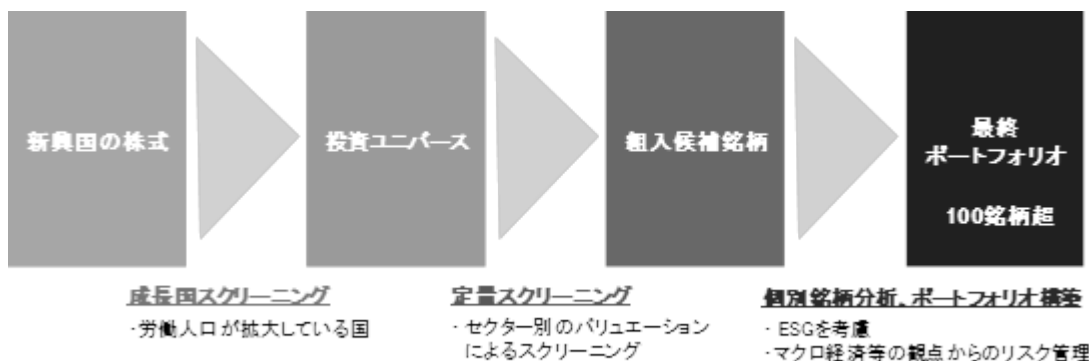 新興国の株式
投資ユニバース
組入候補銘柄
最終
ポートフォリオ
100銘柄超
成長国スクリーニング
・労働人口が拡大している国
定量スクリーニング
・セクター別のバリュエーション
によるスクリーニング
個別銘柄分析、ポートフォリオ構築
・ESGを考慮
・マクロ経済等の観点からのリスク管理